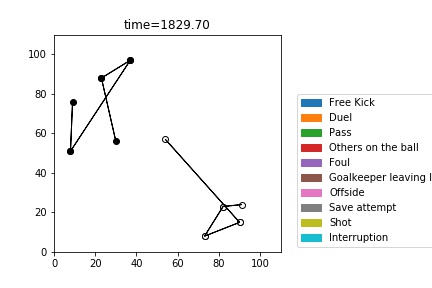 time=1829.70
100
80
60
40
20
0
0 20 40 60 80 100
Free Kick
Duel
Pass
Others on the ball
Foul
Goalkeeper leaving l
Offside
Save attempt
Shot
Interruption